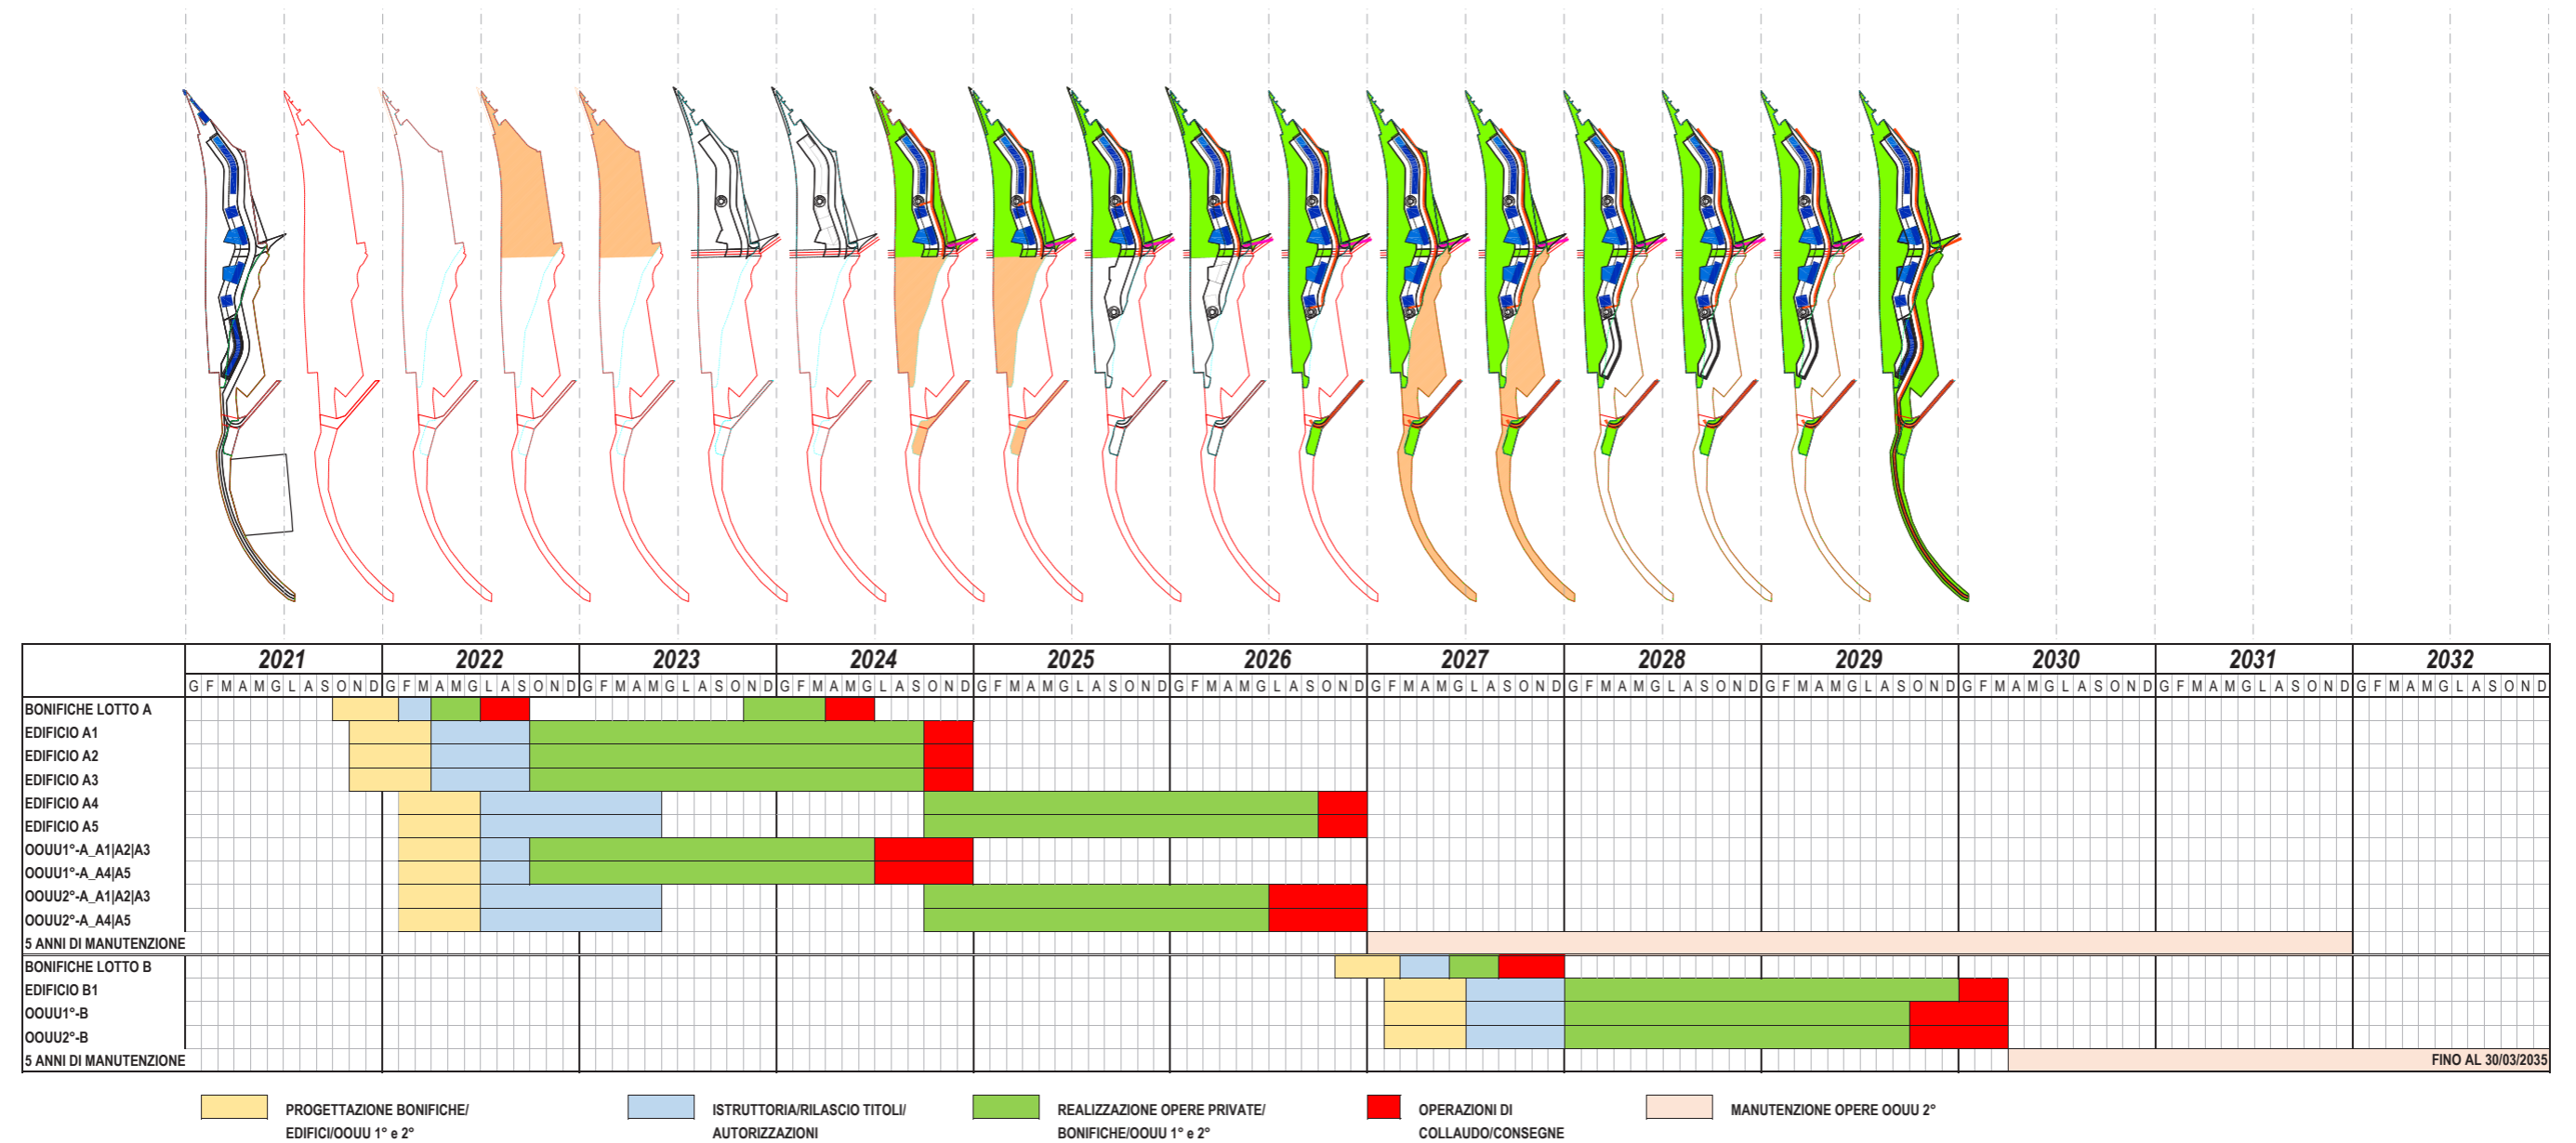 2021 2022 2023 2024 2025 2026 2027 2028 2029 2030 2031 2032
G F M A M G L A S O N D G F M A M G L A S O N D G F M A M G L A S O N D G F M A M G L A S O N D G F M A M G L A S O N D G F M A M G L A S O N D G F M A M G L A S O N D G F M A M G L A S O N D G F M A M G L A S O N D G F M A M G L A S O N D G F M A M G L A S O N D G F M A M G L A S O N D
BONIFICHE LOTTO A
EDIFICIO A1
EDIFICIO A2
EDIFICIO A3
EDIFICIO A4
EDIFICIO A5
OOUU1°-A_A1|A2|A3
OOUU1°-A_A4|A5
OOUU2°-A_A1|A2|A3
OOUU2°-A_A4|A5
5 ANNI DI MANUTENZIONE
BONIFICHE LOTTO B
EDIFICIO B1
OOUU1°-B
OOUU2°-B
5 ANNI DI MANUTENZIONE FINO AL 30/03/2035
PROGETTAZIONE BONIFICHE/
EDIFICI/OOUU 1° e 2°
ISTRUTTORIA/RILASCIO TITOLI/
AUTORIZZAZIONI
REALIZZAZIONE OPERE PRIVATE/
BONIFICHE/OOUU 1° e 2°
OPERAZIONI DI
COLLAUDO/CONSEGNE
MANUTENZIONE OPERE OOUU 2°